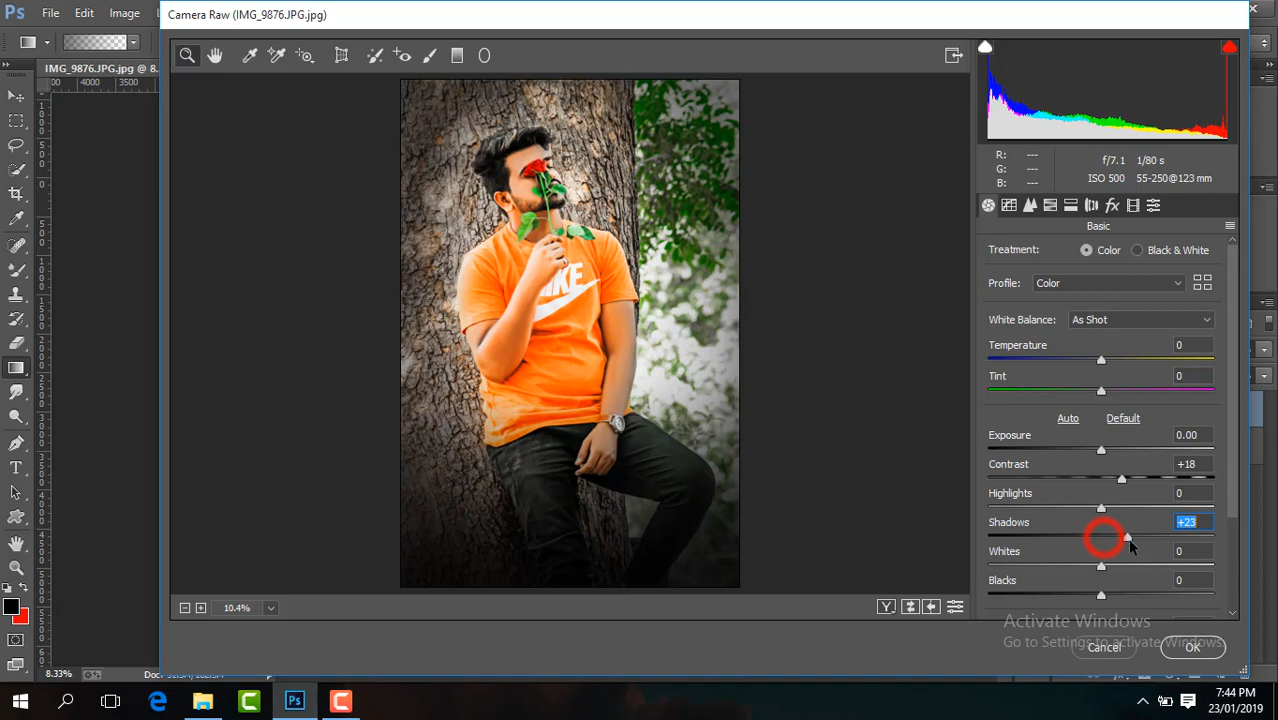 Ps File Edit Image
Camera Raw (IMG_9876.JPG.jpg)
IMG_9876.JPG.jpg @ 8.
4000 3500
R: ---
G: ---
B: ---
f/7.1 1/80 s
ISO 500 55-250@123 mm
Basic
Treatment: Color Black & White
Profile: Color
White Balance: As Shot
Temperature 0
Tint 0
Auto Default
Exposure 0.00
Contrast +18
Highlights 0
Shadows +23
Whites 0
Blacks 0
NIKE
Y
10.4%
Activate Windows
Go to Settings to activate Windows.
Cancel OK
8.33%
7:44 PM
23/01/2019